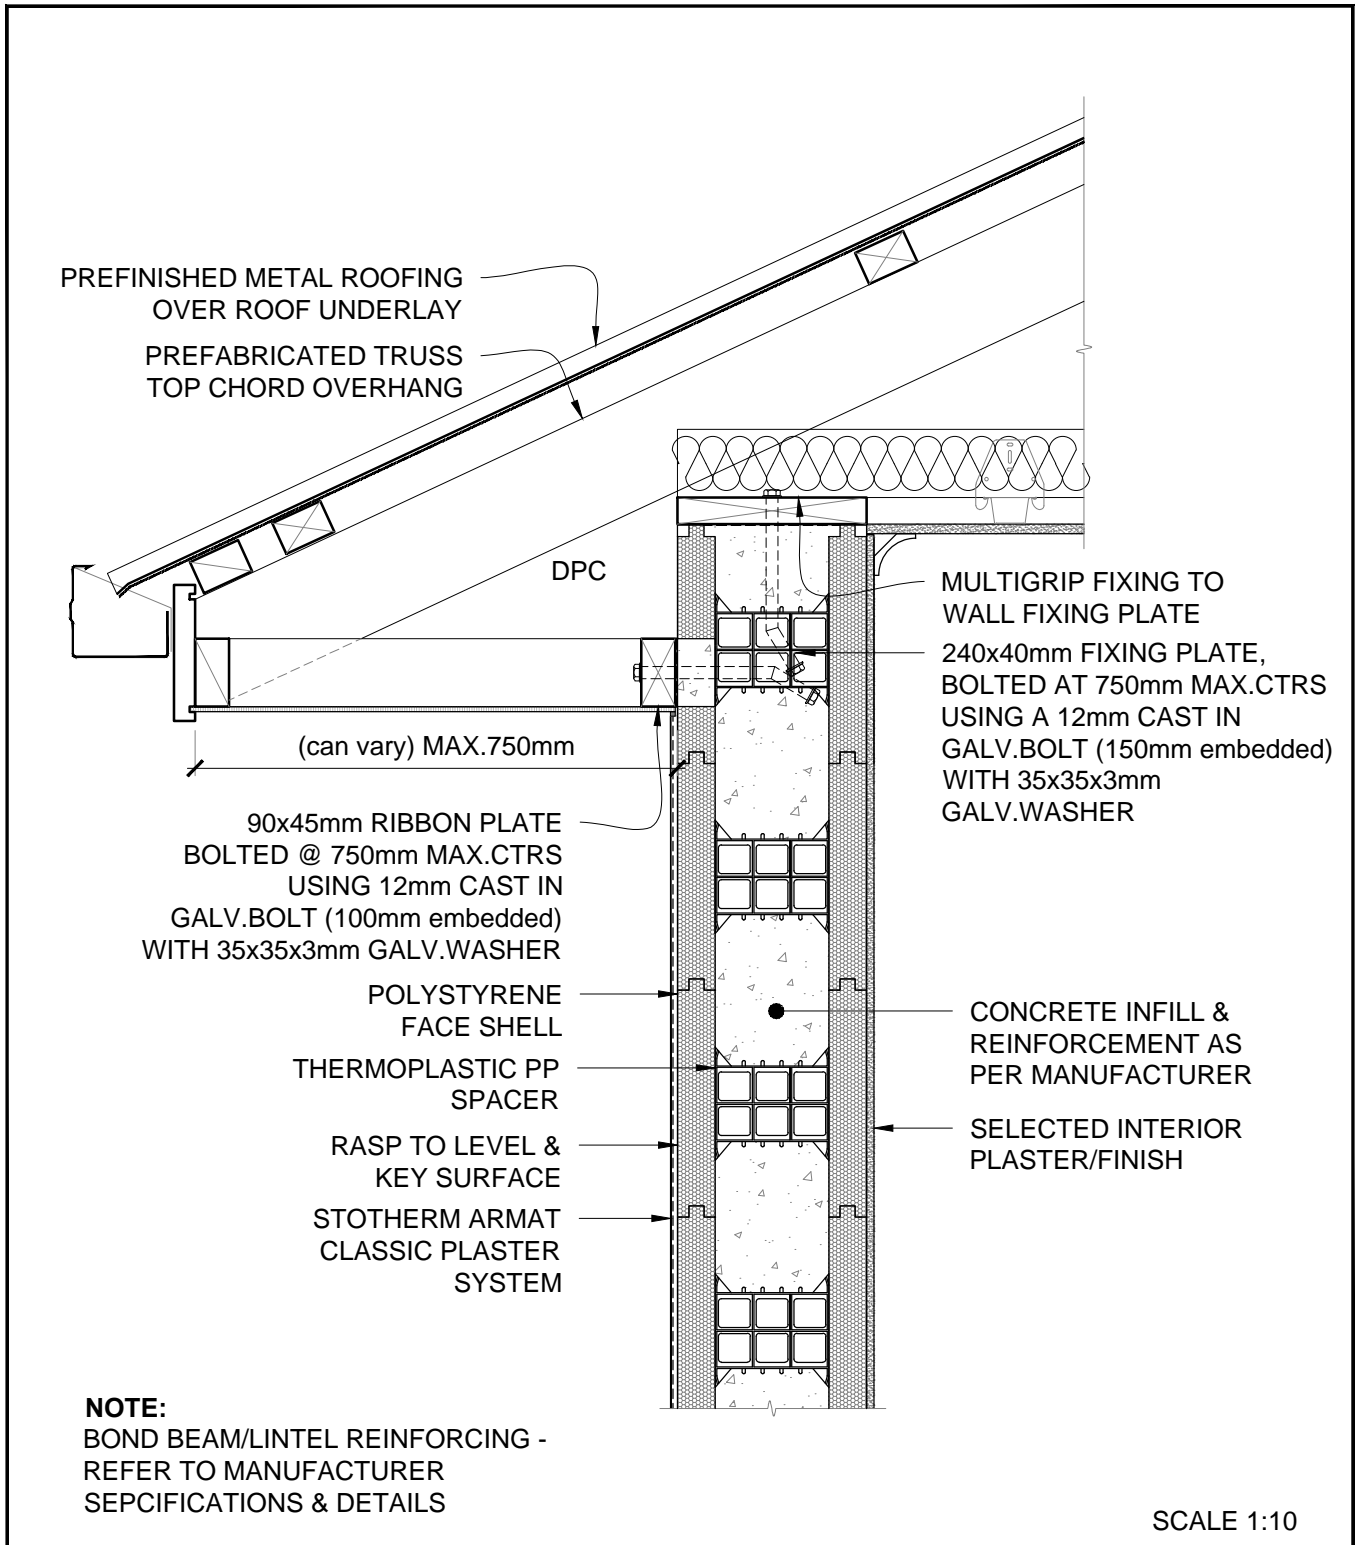 PREFINISHED METAL ROOFING
OVER ROOF UNDERLAY
PREFABRICATED TRUSS
TOP CHORD OVERHANG
DPC
MULTIGRIP FIXING TO
WALL FIXING PLATE
240x40mm FIXING PLATE,
BOLTED AT 750mm MAX.CTRS
USING A 12mm CAST IN
GALV.BOLT (150mm embedded)
WITH 35x35x3mm
GALV.WASHER
(can vary) MAX.750mm
90x45mm RIBBON PLATE
BOLTED @ 750mm MAX.CTRS
USING 12mm CAST IN
GALV.BOLT (100mm embedded)
WITH 35x35x3mm GALV.WASHER
POLYSTYRENE
FACE SHELL
THERMOPLASTIC PP
SPACER
RASP TO LEVEL &
KEY SURFACE
STOTHERM ARMAT
CLASSIC PLASTER
SYSTEM
CONCRETE INFILL &
REINFORCEMENT AS
PER MANUFACTURER
SELECTED INTERIOR
PLASTER/FINISH
NOTE:
BOND BEAM/LINTEL REINFORCING -
REFER TO MANUFACTURER
SEPCIFICATIONS & DETAILS
SCALE 1:10